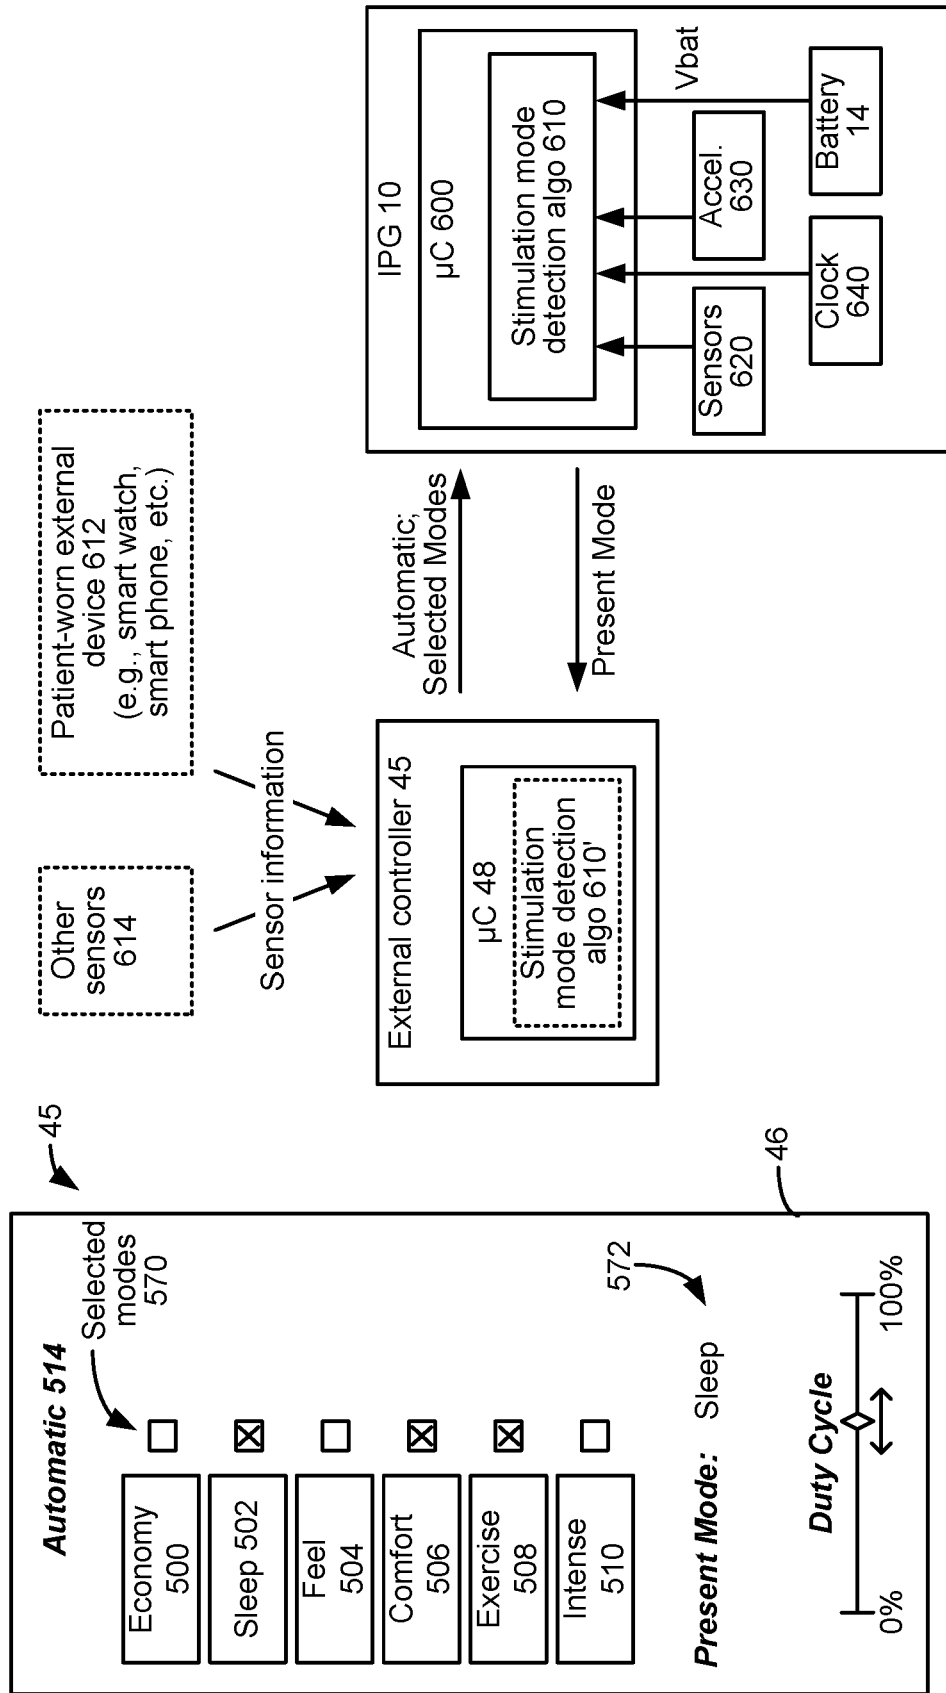 45
Automatic 514
Selected
modes
570
Economy
500
Sleep 502
Feel
504
Comfort
506
Exercise
508
Intense
510
572
Present Mode: Sleep
Duty Cycle
0%
100%
46
Other
sensors
614
Patient-worn external
device 612
(e.g., smart watch,
smart phone, etc.)
Sensor information
External controller 45
µC 48
Stimulation
mode detection
algo 610'
Automatic;
Selected Modes
Present Mode
IPG 10
µC 600
Stimulation mode
detection algo 610
Sensors
620
Clock
640
Accel.
630
Vbat
Battery
14